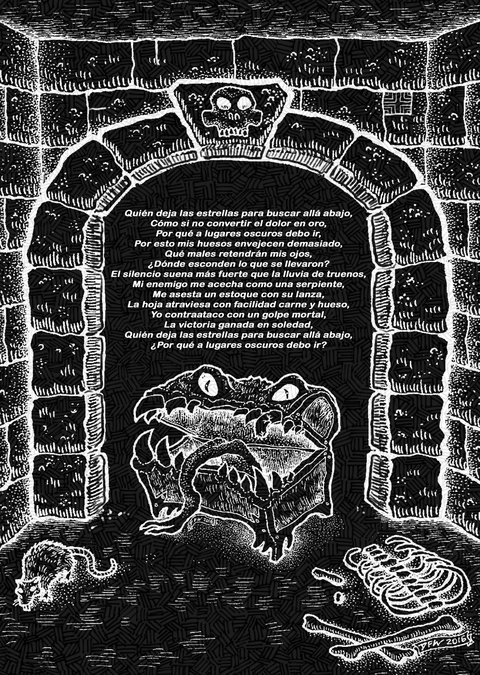 Quién deja las estrellas para buscar allá abajo,
Cómo si no convertir el dolor en oro,
Por qué a lugares oscuros debo ir,
Por esto mis huesos envejecen demasiado,
Qué males retendrán mis ojos,
¿Dónde esconden lo que se llevaron?
El silencio suena más fuerte que la lluvia de truenos,
Mi enemigo me acecha como una serpiente,
Me asesta un estoque con su lanza,
La hoja atraviesa con facilidad carne y hueso,
Yo contraataco con un golpe mortal,
La victoria ganada en soledad,
Quién deja las estrellas para buscar allá abajo,
¿Por qué a lugares oscuros debo ir?